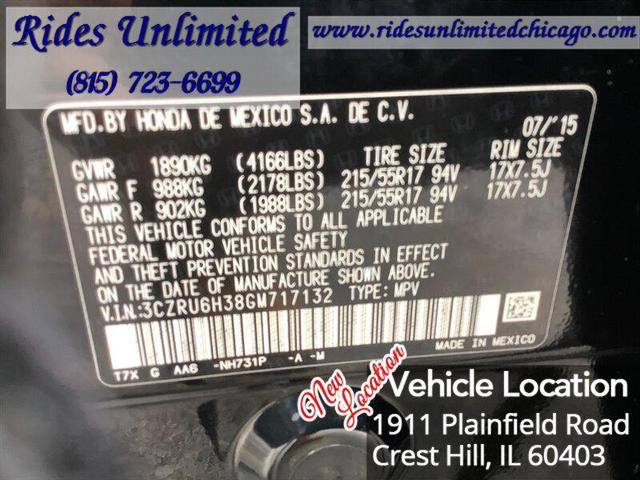 Rides Unlimited
(815) 723-6699
www.ridesunlimitedchicago.com
MFD.BY HONDA DE MEXICO S.A. DE C.V.
07/'15
GVWR 1890KG (4166LBS) TIRE SIZE RIM SIZE
GAWR F 988KG (2178LBS) 215/55R17 94V 17X7.5J
GAWR R 902KG (1988LBS) 215/55R17 94V 17X7.5J
THIS VEHICLE CONFORMS TO ALL APPLICABLE
FEDERAL MOTOR VEHICLE SAFETY
AND THEFT PREVENTION STANDARDS IN EFFECT
ON THE DATE OF MANUFACTURE SHOWN ABOVE.
V.I.N.:3CZRU6H38GM717132 TYPE: MPV
MADE IN MEXICO
T7X G AA6 -NH731P -A -M
New Location
Vehicle Location
1911 Plainfield Road
Crest Hill, IL 60403